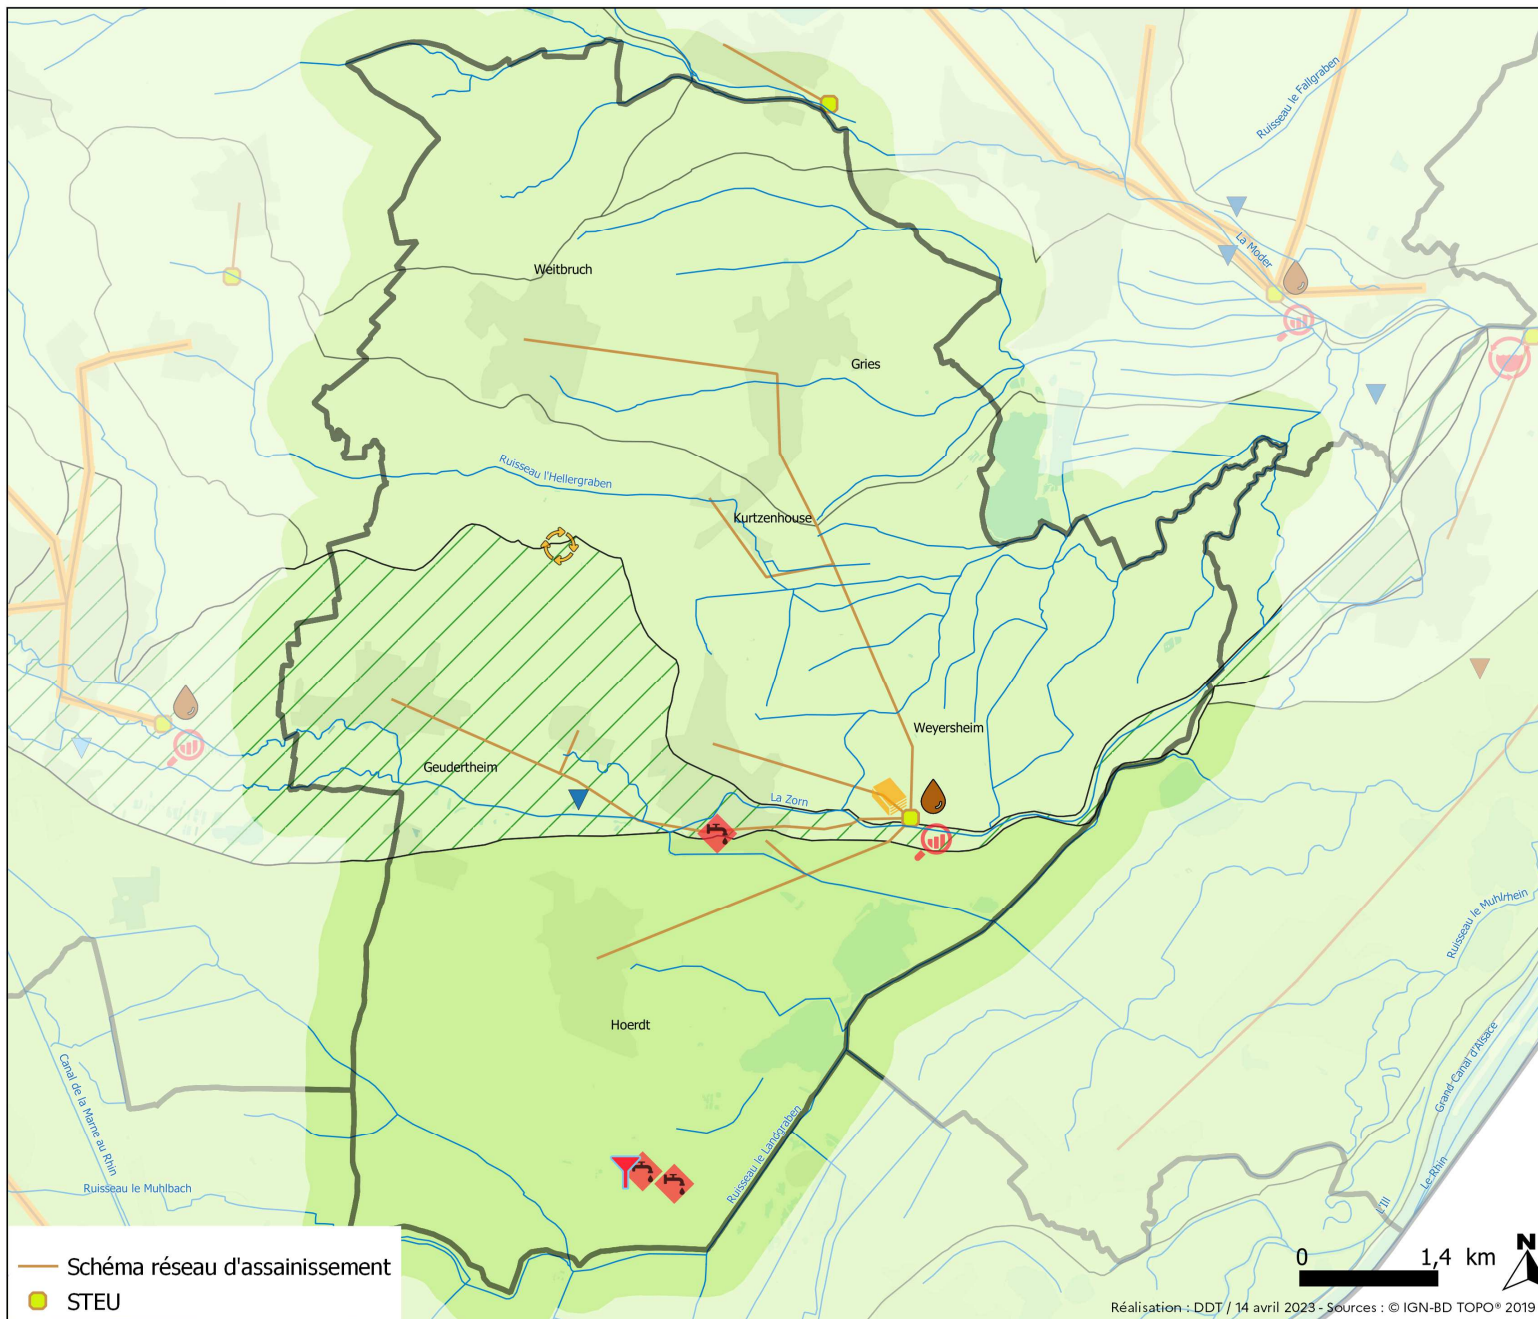 Ruisseau le Fallgraben
La Moder
Weitbruch
Gries
Ruisseau l'Hellergraben
Kurtzenhouse
Weyersheim
Geudertheim
La Zorn
Ruisseau le Muhlrhein
Hoerdt
Canal de la Marne au Rhin
Ruisseau le Landgraben
Grand Canal d'Alsace
Le Rhin
L'Ill
Ruisseau le Muhlbach
Schéma réseau d'assainissement
STEU
0 1,4 km
N
Réalisation : DDT / 14 avril 2023 - Sources : © IGN-BD TOPO® 2019